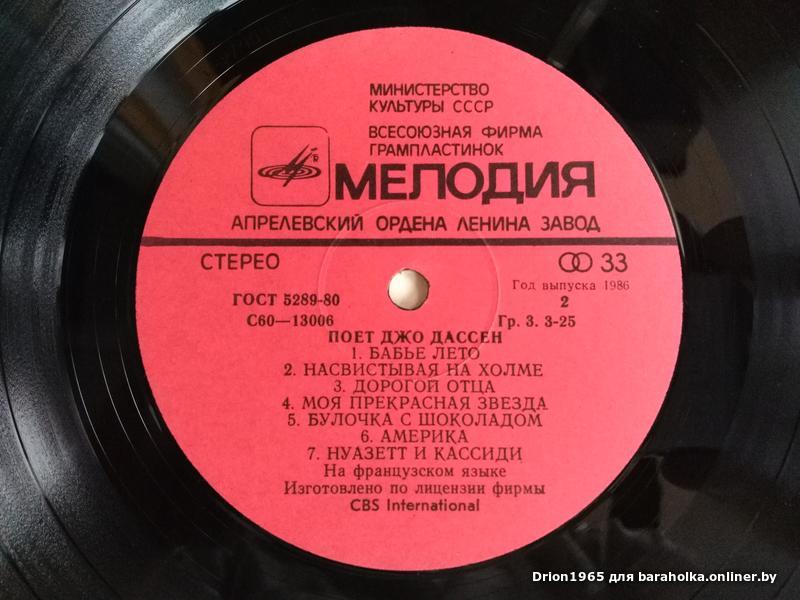 МИНИСТЕРСТВО
КУЛЬТУРЫ СССР
ВСЕСОЮЗНАЯ ФИРМА
ГРАМПЛАСТИНОК
МЕЛОДИЯ
АПРЕЛЕВСКИЙ ОРДЕНА ЛЕНИНА ЗАВОД
СТЕРЕО
33
Год выпуска 1986
ГОСТ 5289-80
2
С60—13006
Гр. 3. 3-25
ПОЕТ ДЖО ДАССЕН
1. БАБЬЕ ЛЕТО
2. НАСВИСТЫВАЯ НА ХОЛМЕ
3. ДОРОГОЙ ОТЦА
4. МОЯ ПРЕКРАСНАЯ ЗВЕЗДА
5. БУЛОЧКА С ШОКОЛАДОМ
6. АМЕРИКА
7. НУАЗЕТТ И КАССИДИ
На французском языке
Изготовлено по лицензии фирмы
CBS International
Drion1965 для baraholka.onliner.by